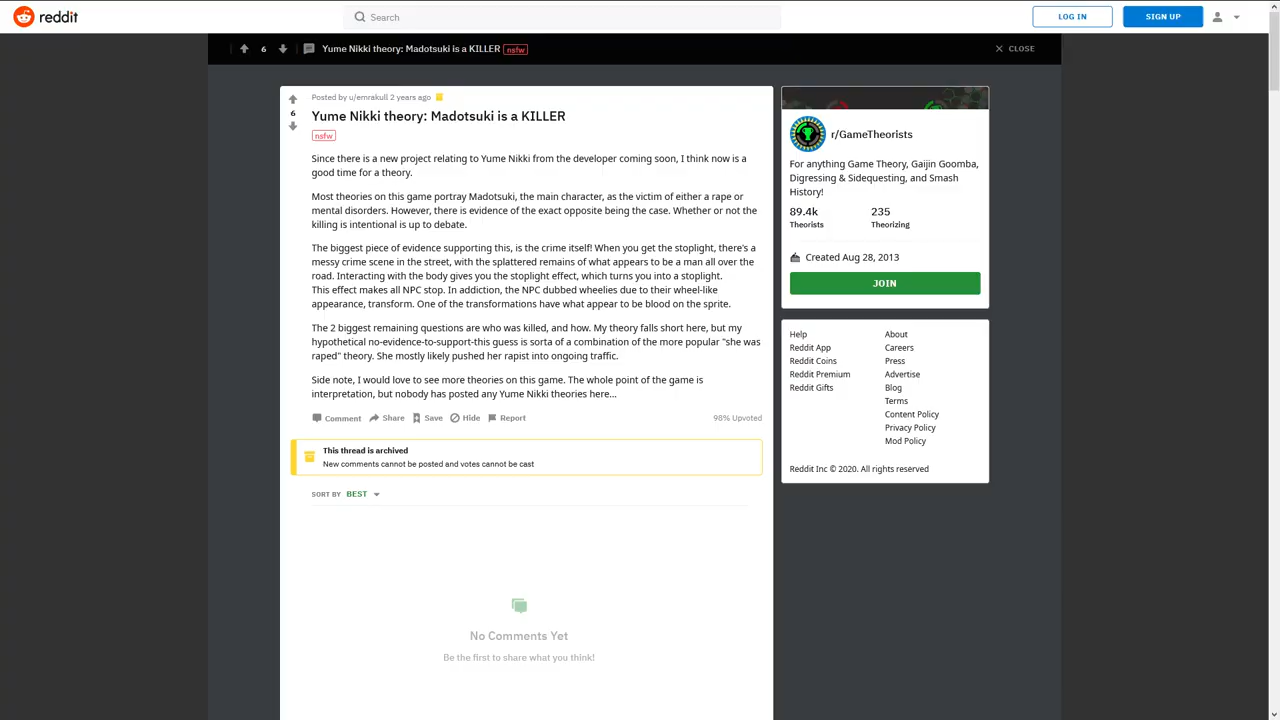 reddit
Search
LOG IN
SIGN UP
6
Yume Nikki theory: Madotsuki is a KILLER nsfw
CLOSE
Posted by u/emrakull 2 years ago
6
Yume Nikki theory: Madotsuki is a KILLER
nsfw
Since there is a new project relating to Yume Nikki from the developer coming soon, I think now is a
good time for a theory.
Most theories on this game portray Madotsuki, the main character, as the victim of either a rape or
mental disorders. However, there is evidence of the exact opposite being the case. Whether or not the
killing is intentional is up to debate.
The biggest piece of evidence supporting this, is the crime itself! When you get the stoplight, there's a
messy crime scene in the street, with the splattered remains of what appears to be a man all over the
road. Interacting with the body gives you the stoplight effect, which turns you into a stoplight.
This effect makes all NPC stop. In addiction, the NPC dubbed wheelies due to their wheel-like
appearance, transform. One of the transformations have what appear to be blood on the sprite.
The 2 biggest remaining questions are who was killed, and how. My theory falls short here, but my
hypothetical no-evidence-to-support-this guess is sorta of a combination of the more popular "she was
raped" theory. She mostly likely pushed her rapist into ongoing traffic.
Side note, I would love to see more theories on this game. The whole point of the game is
interpretation, but nobody has posted any Yume Nikki theories here...
Comment Share Save Hide Report 98% Upvoted
This thread is archived
New comments cannot be posted and votes cannot be cast
SORT BY BEST
No Comments Yet
Be the first to share what you think!
r/GameTheorists
For anything Game Theory, Gaijin Goomba,
Digressing & Sidequesting, and Smash
History!
89.4k 235
Theorists Theorizing
Created Aug 28, 2013
JOIN
Help About
Reddit App Careers
Reddit Coins Press
Reddit Premium Advertise
Reddit Gifts Blog
Terms
Content Policy
Privacy Policy
Mod Policy
Reddit Inc © 2020. All rights reserved